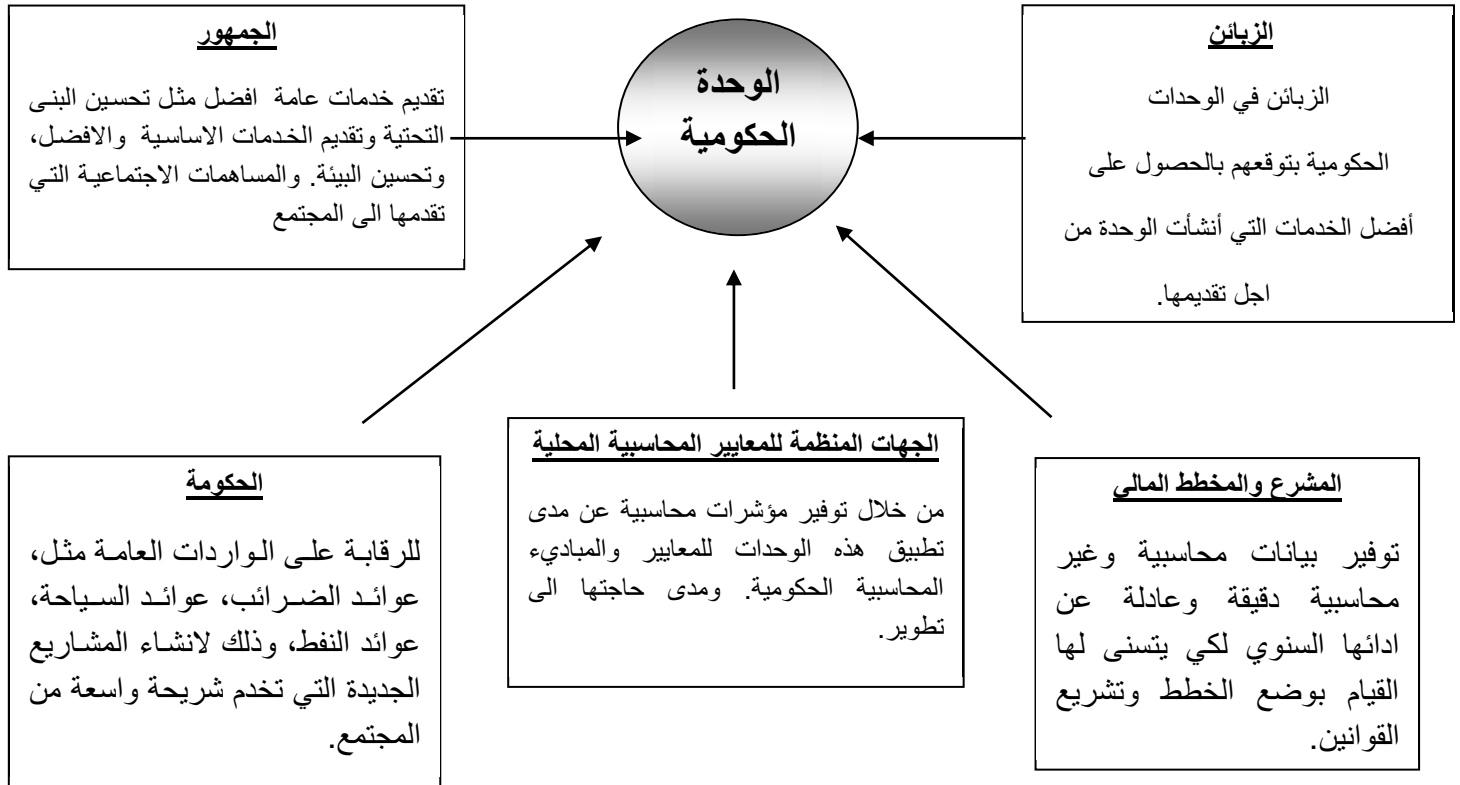 الزبائن
الزبائن في الوحدات
الحكومية بتوقعهم بالحصول على
أفضل الخدمات التي أنشأت الوحدة من
اجل تقديمها.
الوحدة
الحكومية
الجمهور
تقديم خدمات عامة افضل مثل تحسين البنى
التحتية وتقديم الخدمات الاساسية والافضل،
وتحسين البيئة. والمساهمات الاجتماعية التي
تقدمها الى المجتمع
المشرع والمخطط المالي
توفير بيانات محاسبية وغير
محاسبية دقيقة وعادلة عن
ادائها السنوي لكي يتسنى لها
القيام بوضع الخطط وتشريع
القوانين.
الجهات المنظمة للمعايير المحاسبية المحلية
من خلال توفير مؤشرات محاسبية عن مدى
تطبيق هذه الوحدات للمعايير والمباديء
المحاسبية الحكومية. ومدى حاجتها الى
تطوير.
الحكومة
للرقابة على الواردات العامة مثل،
عوائد الضرائب، عوائد السياحة،
عوائد النفط، وذلك لانشاء المشاريع
الجديدة التي تخدم شريحة واسعة من
المجتمع.